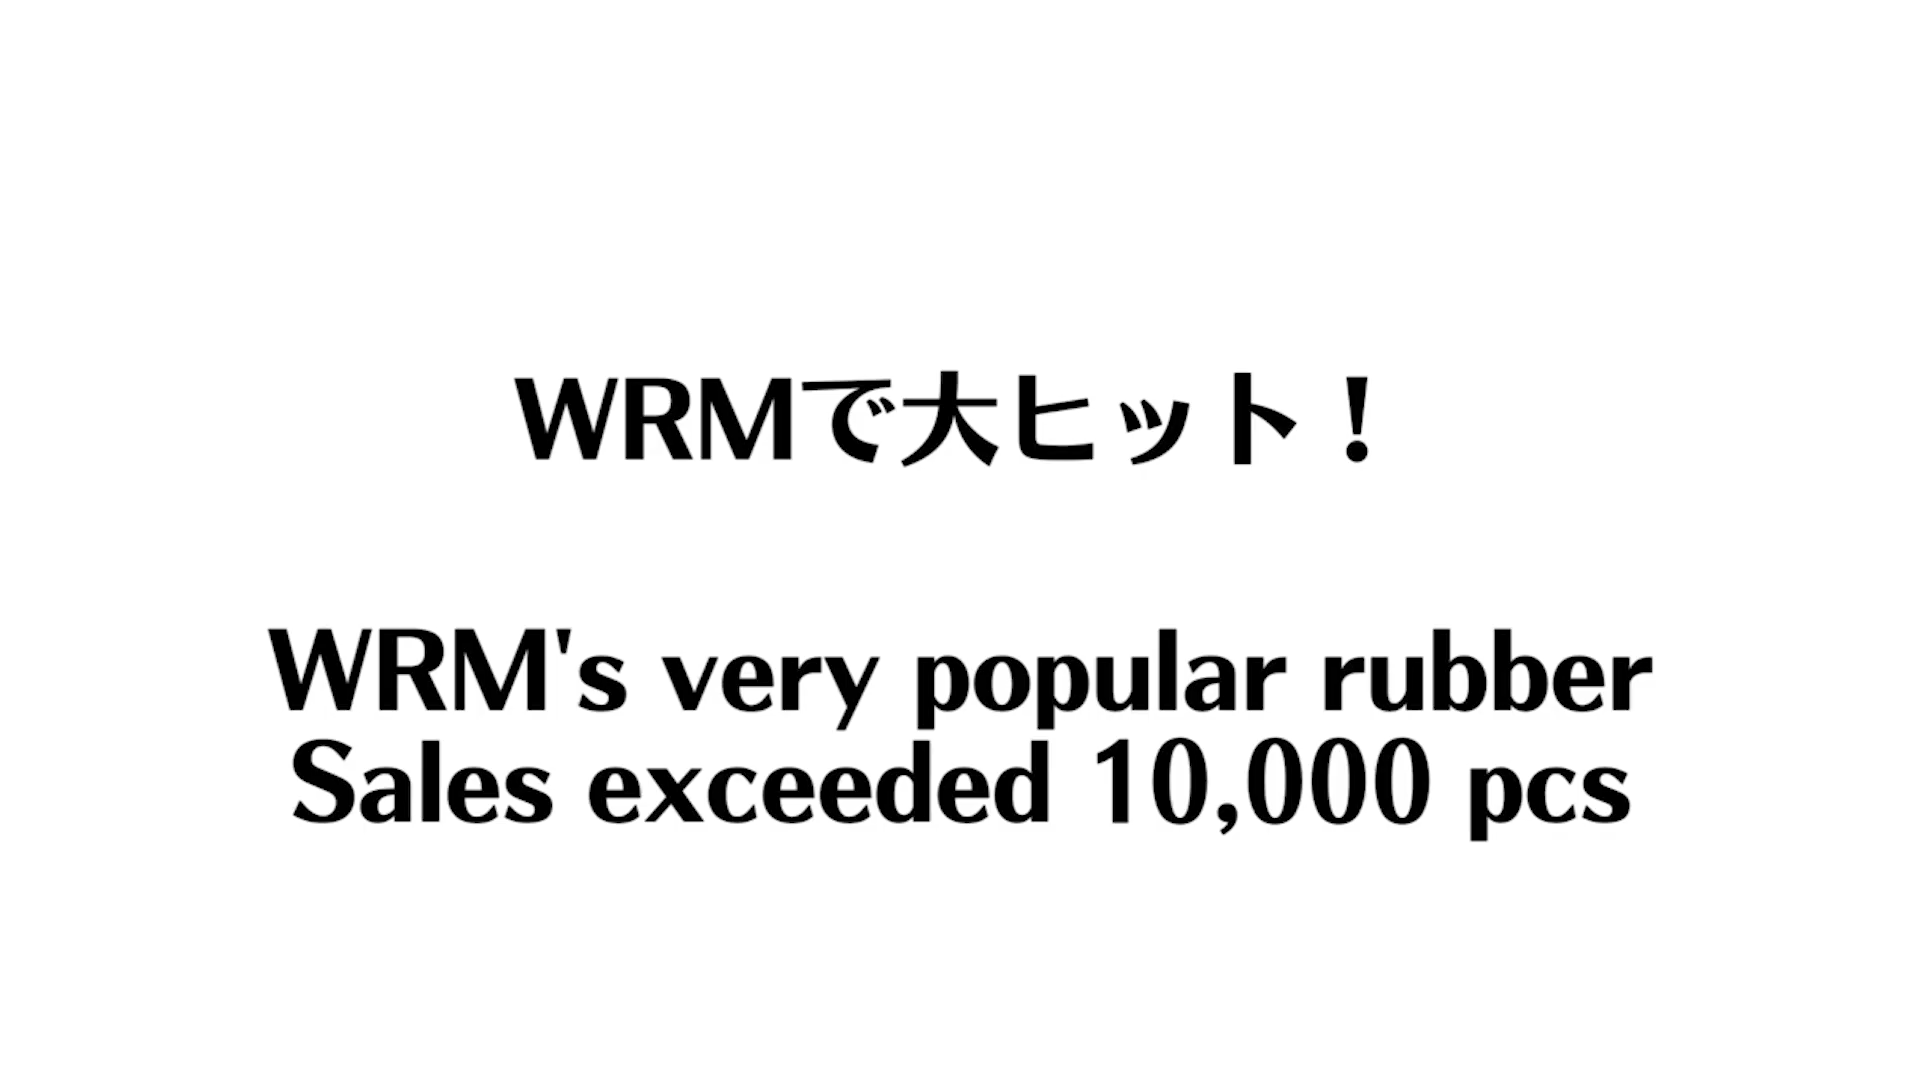 WRMで大ヒット！
WRM's very popular rubber
Sales exceeded 10,000 pcs